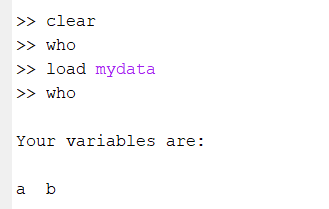 >> clear
>> who
>> load mydata
>> who
Your variables are:
a  b